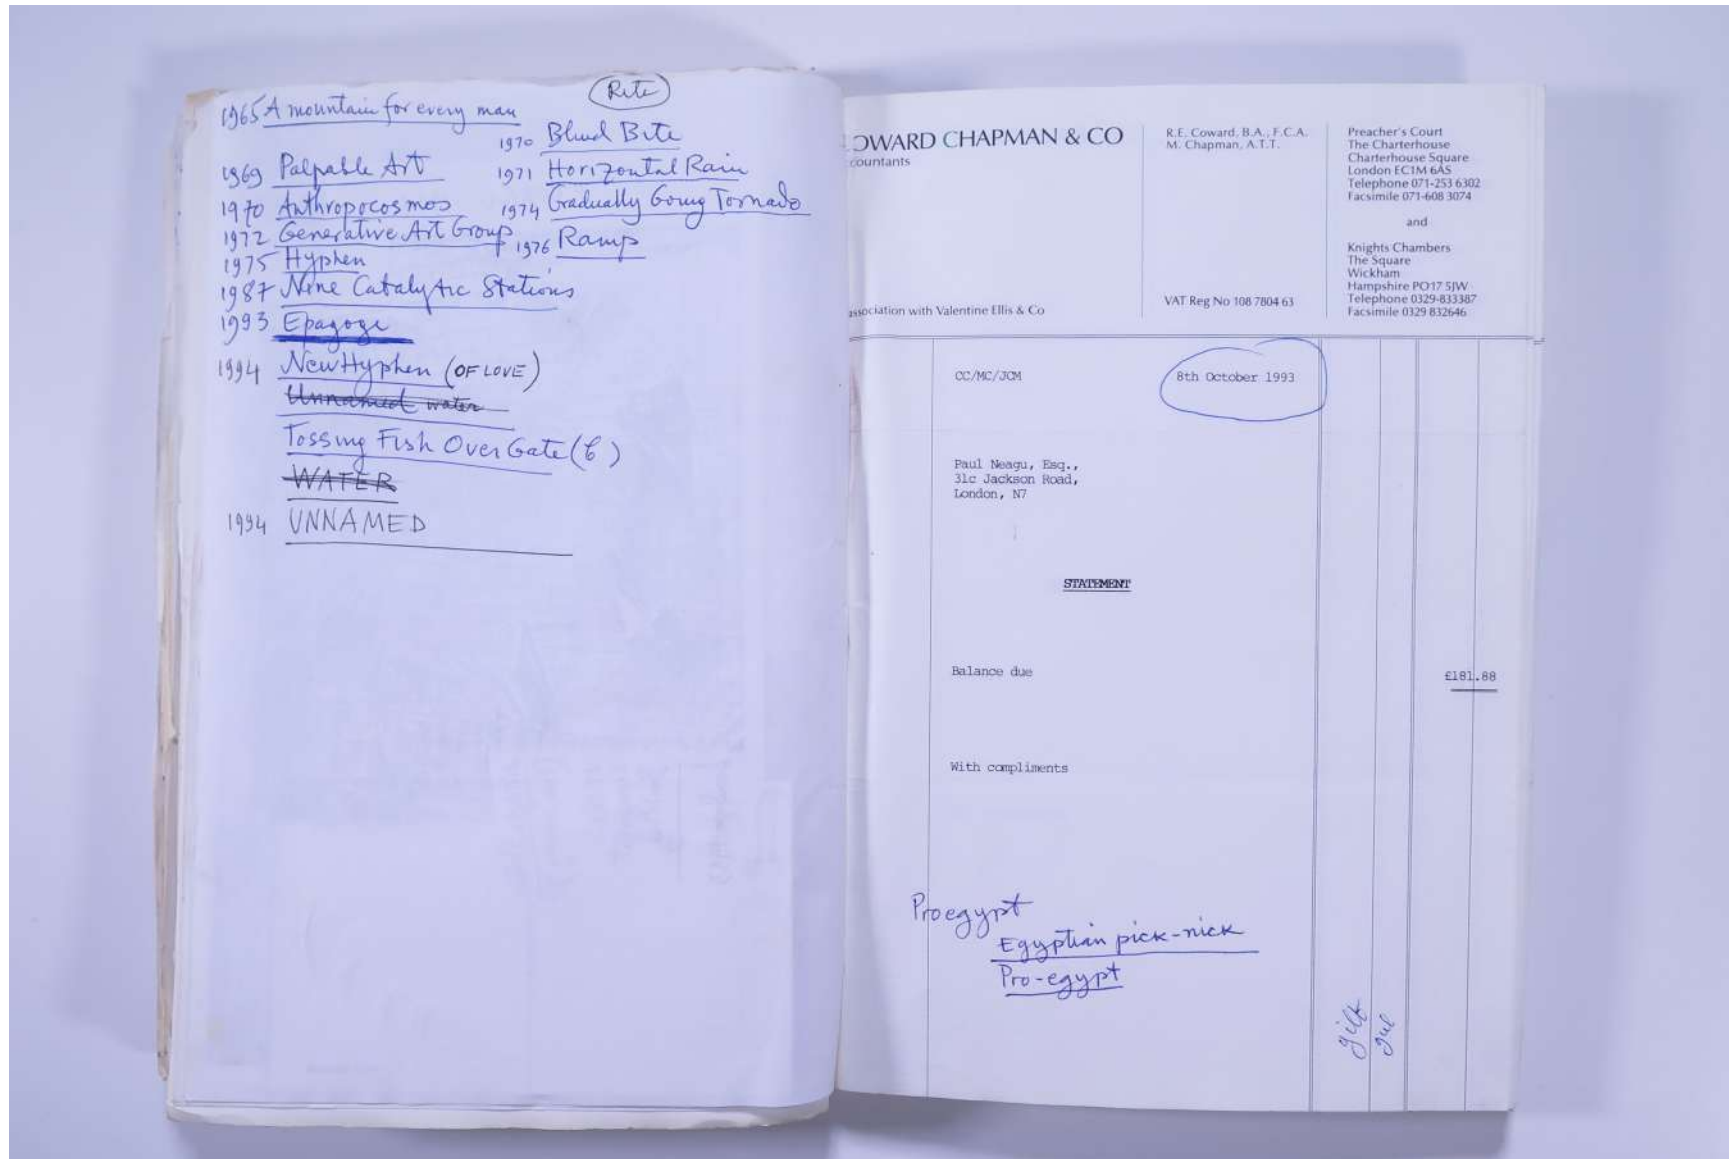 Rite
1965 A mountain for every man
1970 Blind Bite
1969 Palpable Art
1971 Horizontal Rain
1970 Anthropocosmos
1974 Gradually Going Tornado
1972 Generative Art Group
1976 Ramp
1975 Hyphen
1987 Nine Catalytic Stations
1993 Epagoge
1994 New Hyphen (OF LOVE)
Unnamed water
Tossing Fish Over Gate (6)
WATER
1994 UNNAMED
OWARD CHAPMAN & CO
countants
association with Valentine Ellis & Co
R.E. Coward, B.A., F.C.A.
M. Chapman, A.T.T.
VAT Reg No 108 7804 63
Preacher's Court
The Charterhouse
Charterhouse Square
London EC1M 6AS
Telephone 071-253 6302
Facsimile 071-608 3074
and
Knights Chambers
The Square
Wickham
Hampshire PO17 5JW
Telephone 0329-833387
Facsimile 0329 832646
CC/MC/JCM
8th October 1993
Paul Neagu, Esq.,
31c Jackson Road,
London, N7
STATEMENT
Balance due
£181.88
With compliments
Proegypt
Egyptian pick-nick
Pro-egypt